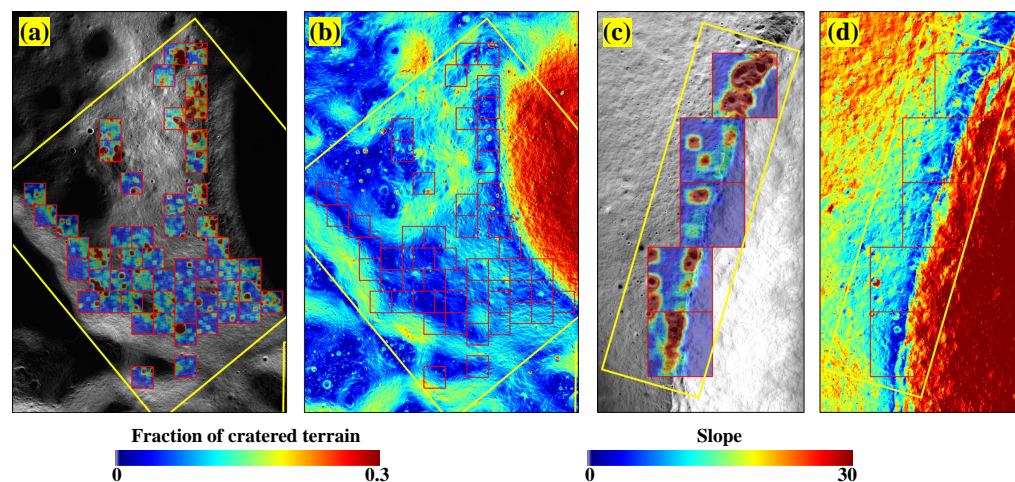 (a)
(b)
(c)
(d)
Fraction of cratered terrain
0
0.3
Slope
0
30